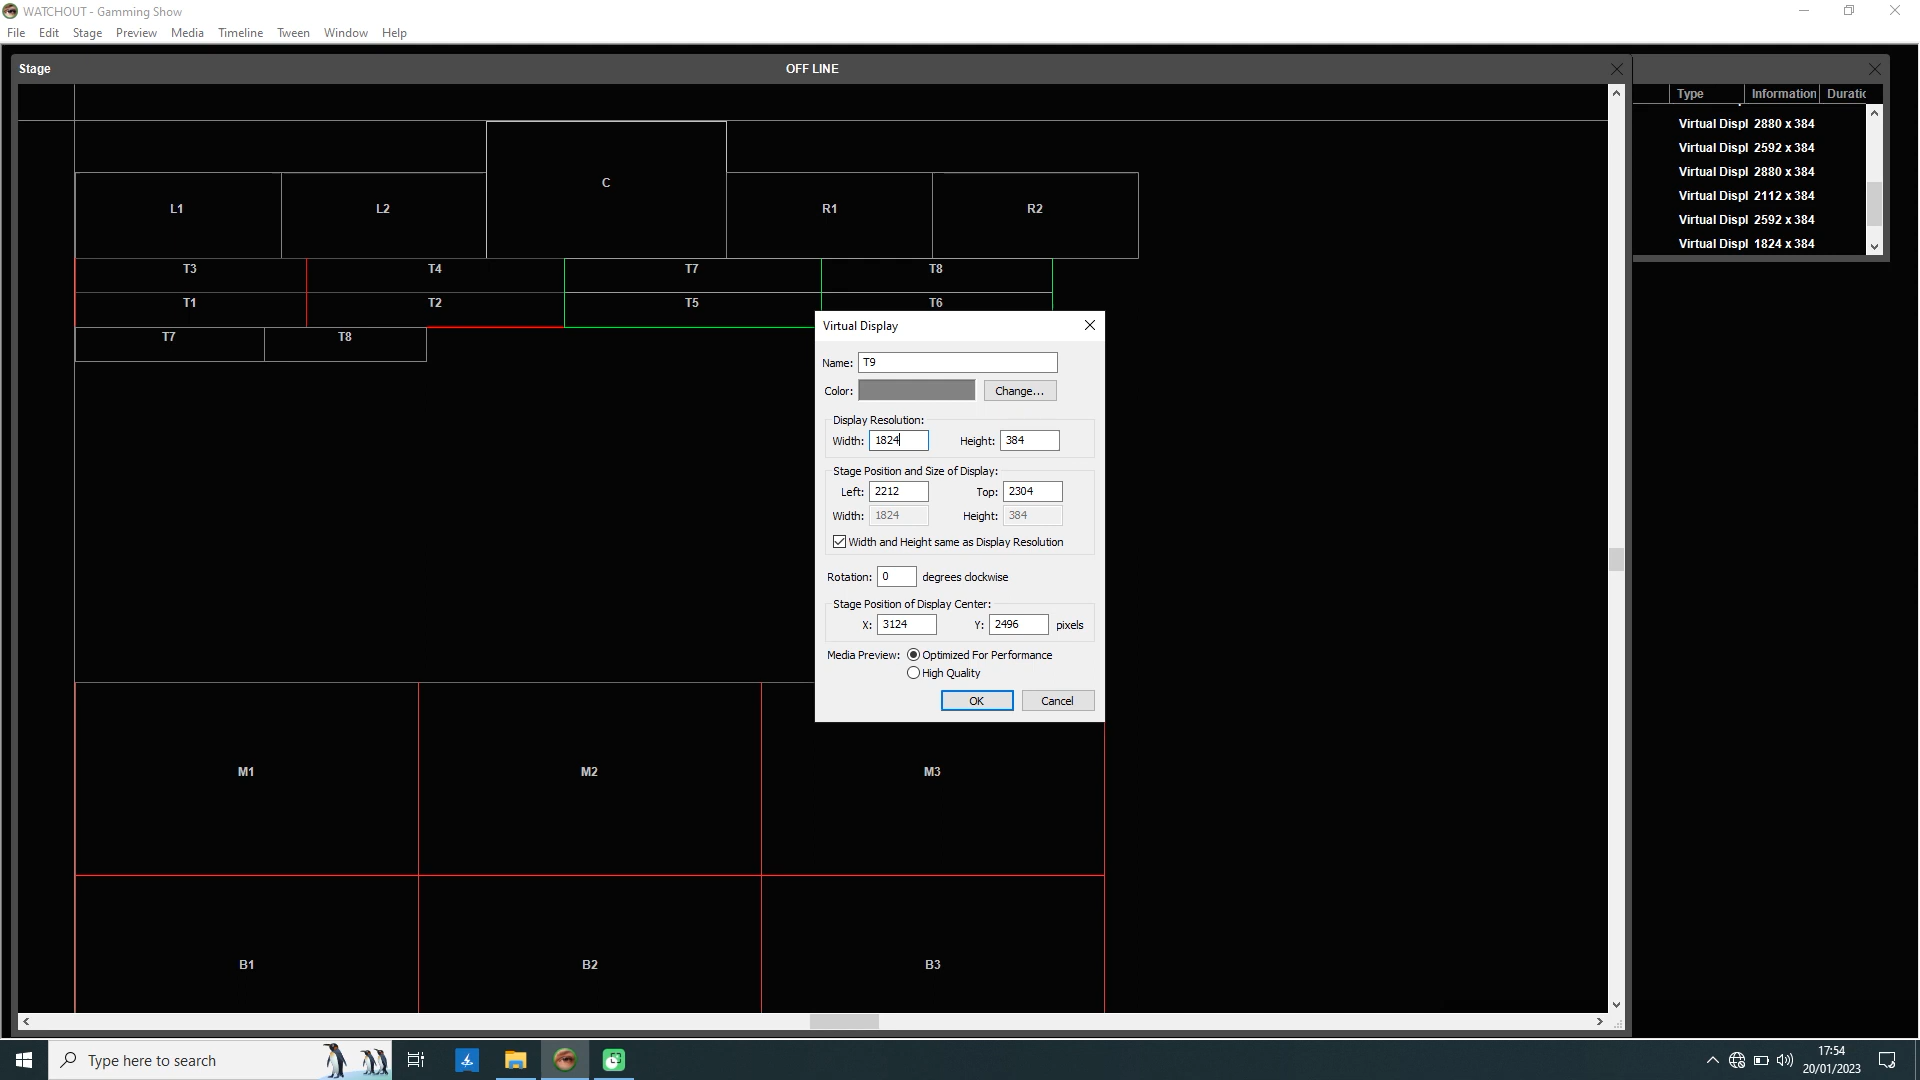 WATCHOUT - Gamming Show
File Edit Stage Preview Media Timeline Tween Window Help
Stage OFF LINE
Type Information Duratic
Virtual Displ 2880 x 384
Virtual Displ 2592 x 384
Virtual Displ 2880 x 384
Virtual Displ 2112 x 384
Virtual Displ 2592 x 384
Virtual Displ 1824 x 384
C
L1 L2 R1 R2
T3 T4 T7 T8
T1 T2 T5 T6
T7 T8
Virtual Display
Name: T9
Color: Change...
Display Resolution:
Width: 1824 Height: 384
Stage Position and Size of Display:
Left: 2212 Top: 2304
Width: 1824 Height: 384
Width and Height same as Display Resolution
Rotation: 0 degrees clockwise
Stage Position of Display Center:
X: 3124 Y: 2496 pixels
Media Preview: Optimized For Performance
High Quality
OK Cancel
M1 M2 M3
B1 B2 B3
Type here to search
17:54
20/01/2023